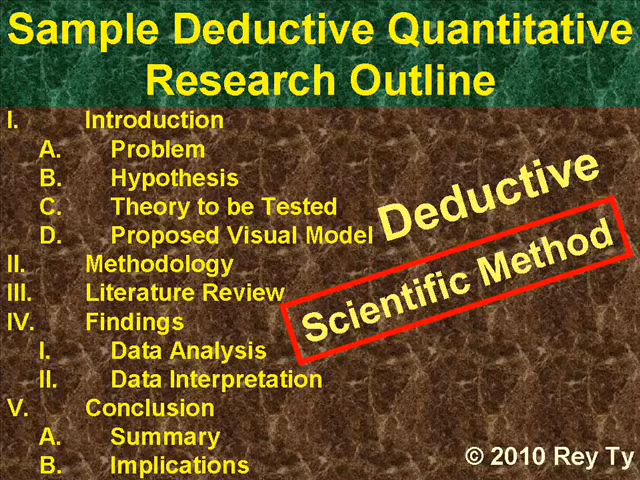 Sample Deductive Quantitative
Research Outline
I. Introduction
A. Problem
B. Hypothesis
C. Theory to be Tested
D. Proposed Visual Model
II. Methodology
III. Literature Review
IV. Findings
I. Data Analysis
II. Data Interpretation
V. Conclusion
A. Summary
B. Implications
Deductive
Scientific Method
© 2010 Rey Ty